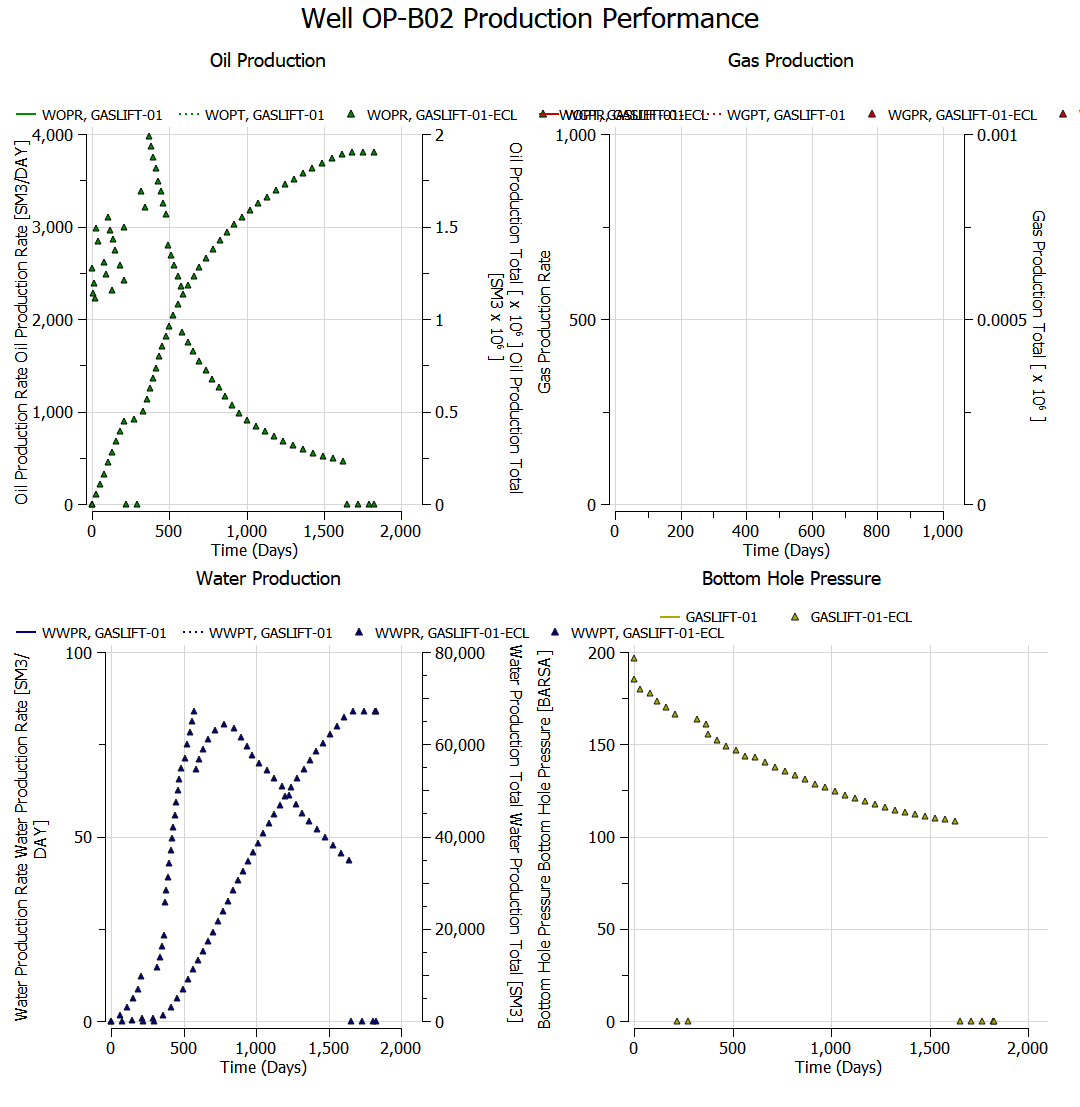 Well OP-B02 Production Performance
Oil Production
WOPR, GASLIFT-01 WOPT, GASLIFT-01 WOPR, GASLIFT-01-ECL WOPT, GASLIFT-01-ECL
4,000
3,000
2,000
1,000
0
Oil Production Rate Oil Production Rate [SM3/DAY]
2
1.5
1
0.5
0
Oil Production Total [ x 10⁶ ] Oil Production Total
[SM3 x 10⁶ ]
0 500 1,000 1,500 2,000
Time (Days)
Gas Production
WGPR, GASLIFT-01 WGPT, GASLIFT-01 WGPR, GASLIFT-01-ECL
1,000
500
0
Gas Production Rate
0.001
0.0005
0
Gas Production Total [ x 10⁶ ]
0 200 400 600 800 1,000
Time (Days)
Water Production
WWPR, GASLIFT-01 WWPT, GASLIFT-01 WWPR, GASLIFT-01-ECL WWPT, GASLIFT-01-ECL
100
50
0
Water Production Rate Water Production Rate [SM3/
DAY]
80,000
60,000
40,000
20,000
0
Water Production Total Water Production Total [SM3]
0 500 1,000 1,500 2,000
Time (Days)
Bottom Hole Pressure
GASLIFT-01 GASLIFT-01-ECL
200
150
100
50
0
Bottom Hole Pressure Bottom Hole Pressure [BARSA]
0 500 1,000 1,500 2,000
Time (Days)